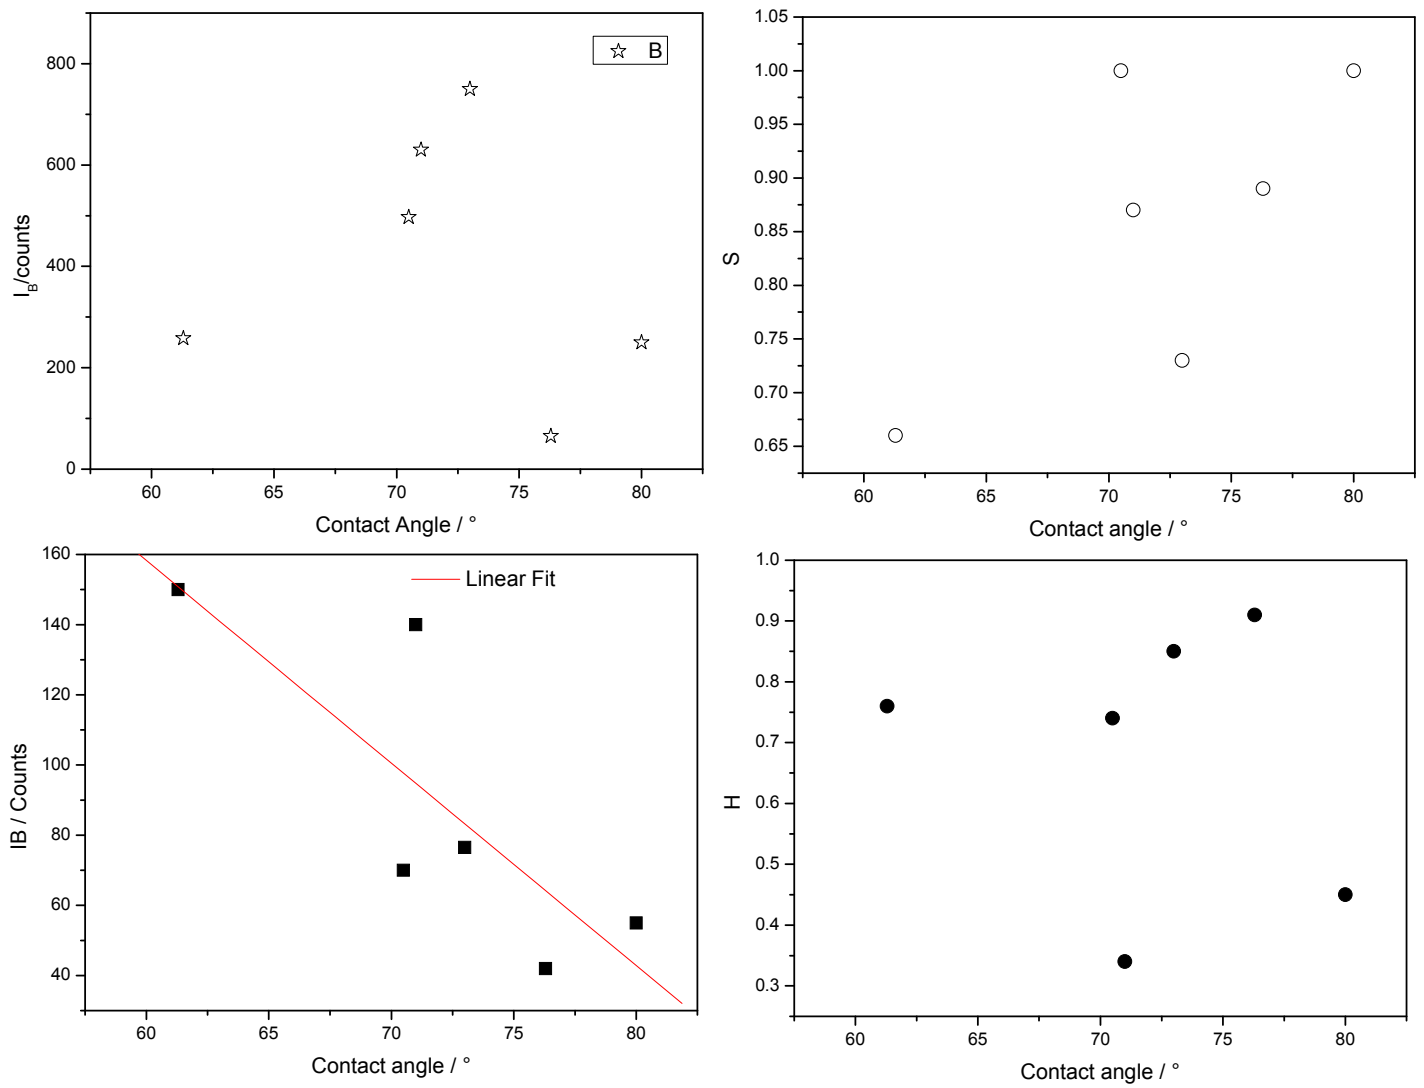 B
800
600
400
200
0
I_B/counts
60 65 70 75 80
Contact Angle / °
1.05
1.00
0.95
0.90
0.85
0.80
0.75
0.70
0.65
S
60 65 70 75 80
Contact angle / °
Linear Fit
160
140
120
100
80
60
40
IB / Counts
60 65 70 75 80
Contact angle / °
1.0
0.9
0.8
0.7
0.6
0.5
0.4
0.3
H
60 65 70 75 80
Contact angle / °